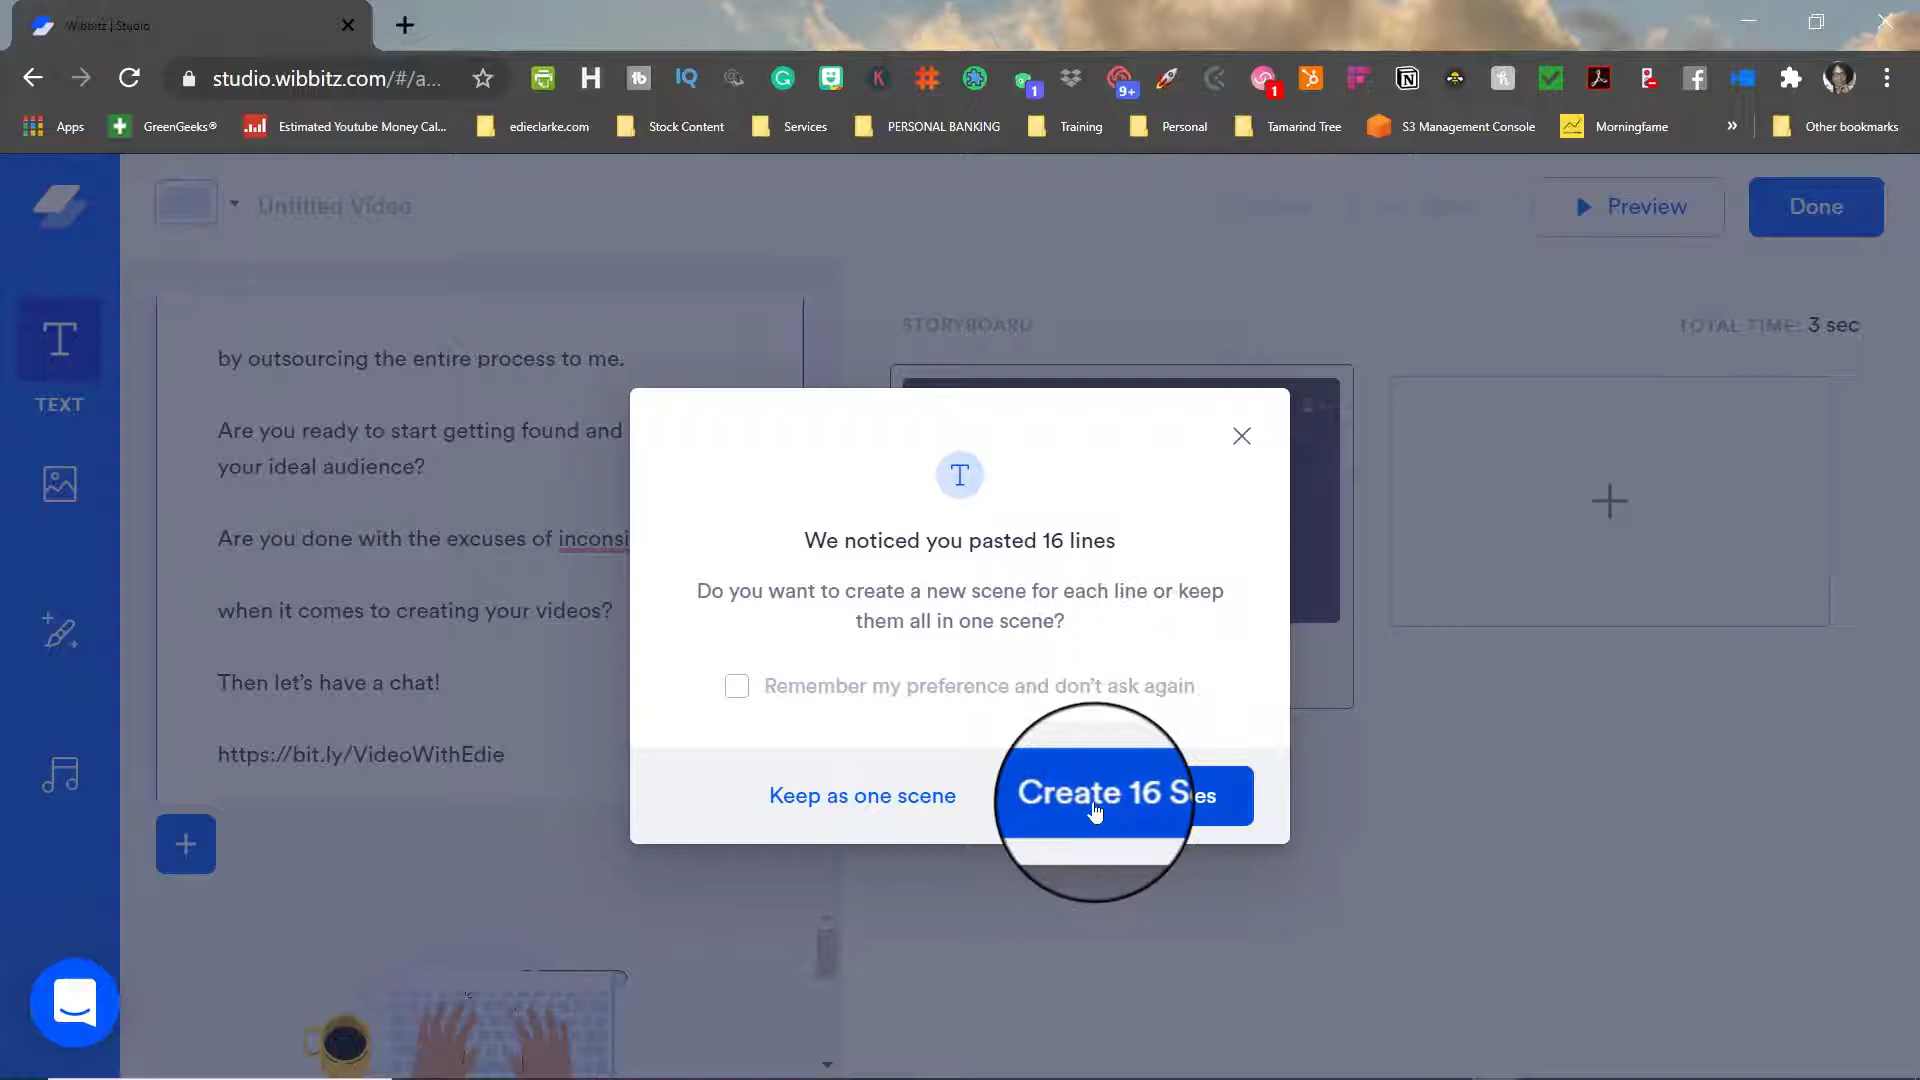 Wibbitz | Studio
studio.wibbitz.com/#/a...
1
9+
1
Apps
GreenGeeks®
Estimated Youtube Money Cal...
edieclarke.com
Stock Content
Services
PERSONAL BANKING
Training
Personal
Tamarind Tree
S3 Management Console
Morningfame
»
Other bookmarks
Untitled Video
Preview
Done
TEXT
by outsourcing the entire process to me.
Are you ready to start getting found and
your ideal audience?
Are you done with the excuses of inconsi
when it comes to creating your videos?
Then let's have a chat!
https://bit.ly/VideoWithEdie
STORYBOARD
TOTAL TIME: 3 sec
T
We noticed you pasted 16 lines
Do you want to create a new scene for each line or keep
them all in one scene?
Remember my preference and don't ask again
Keep as one scene
Create 16 S es